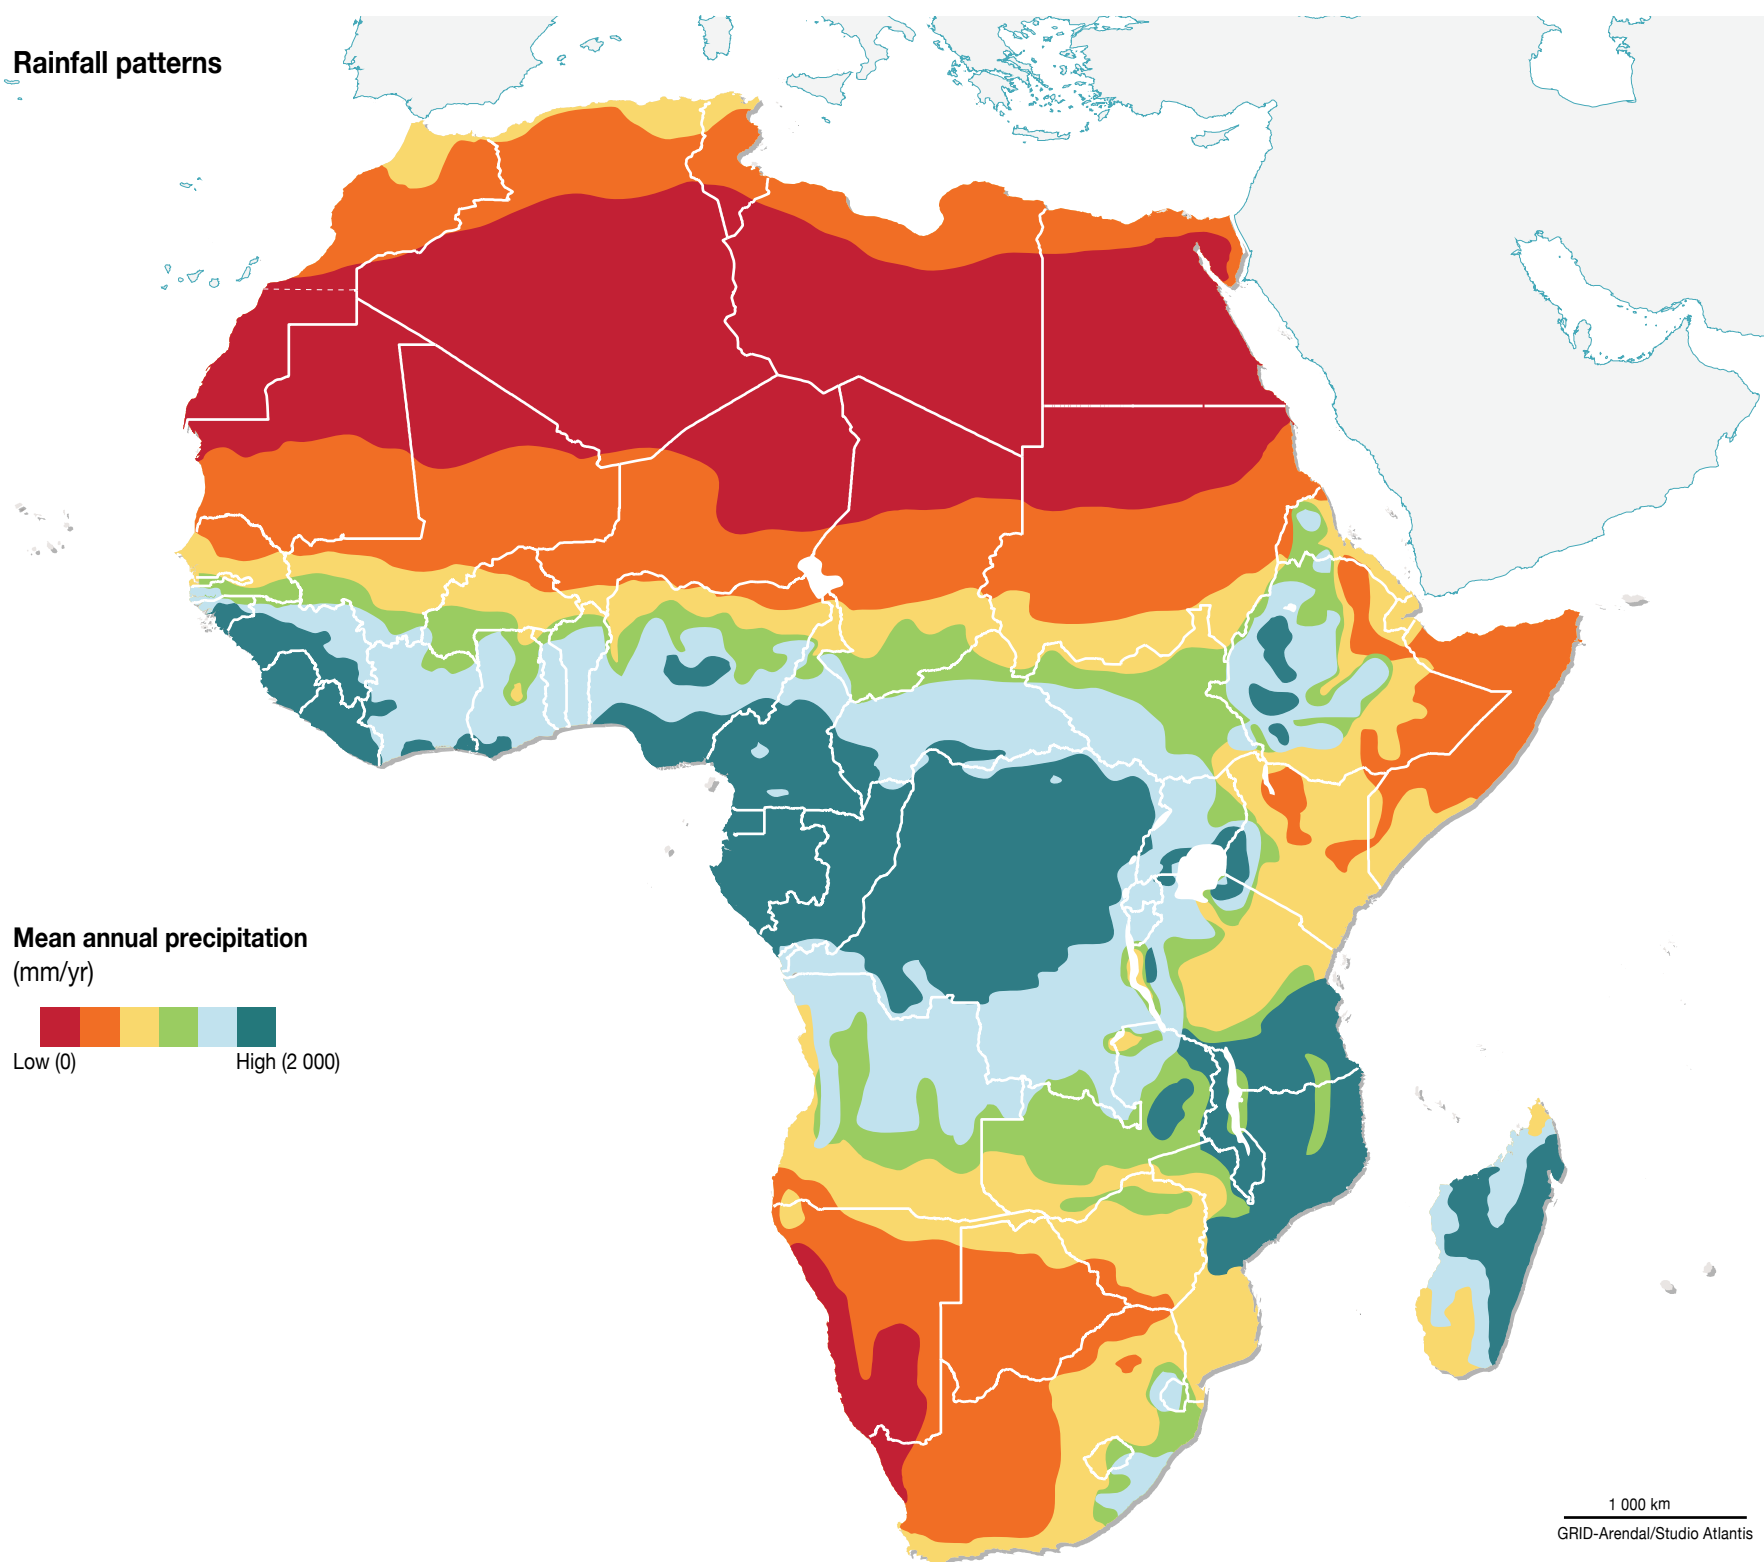 Rainfall patterns
Mean annual precipitation
(mm/yr)
Low (0)
High (2 000)
1 000 km
GRID-Arendal/Studio Atlantis